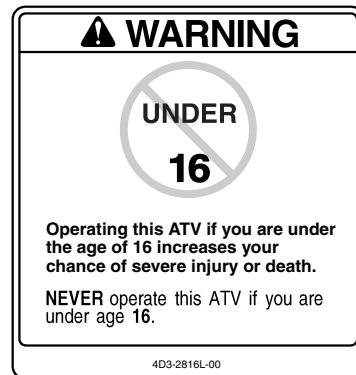 WARNING
UNDER
16
Operating this ATV if you are under
the age of 16 increases your
chance of severe injury or death.
NEVER operate this ATV if you are
under age 16.
4D3-2816L-00